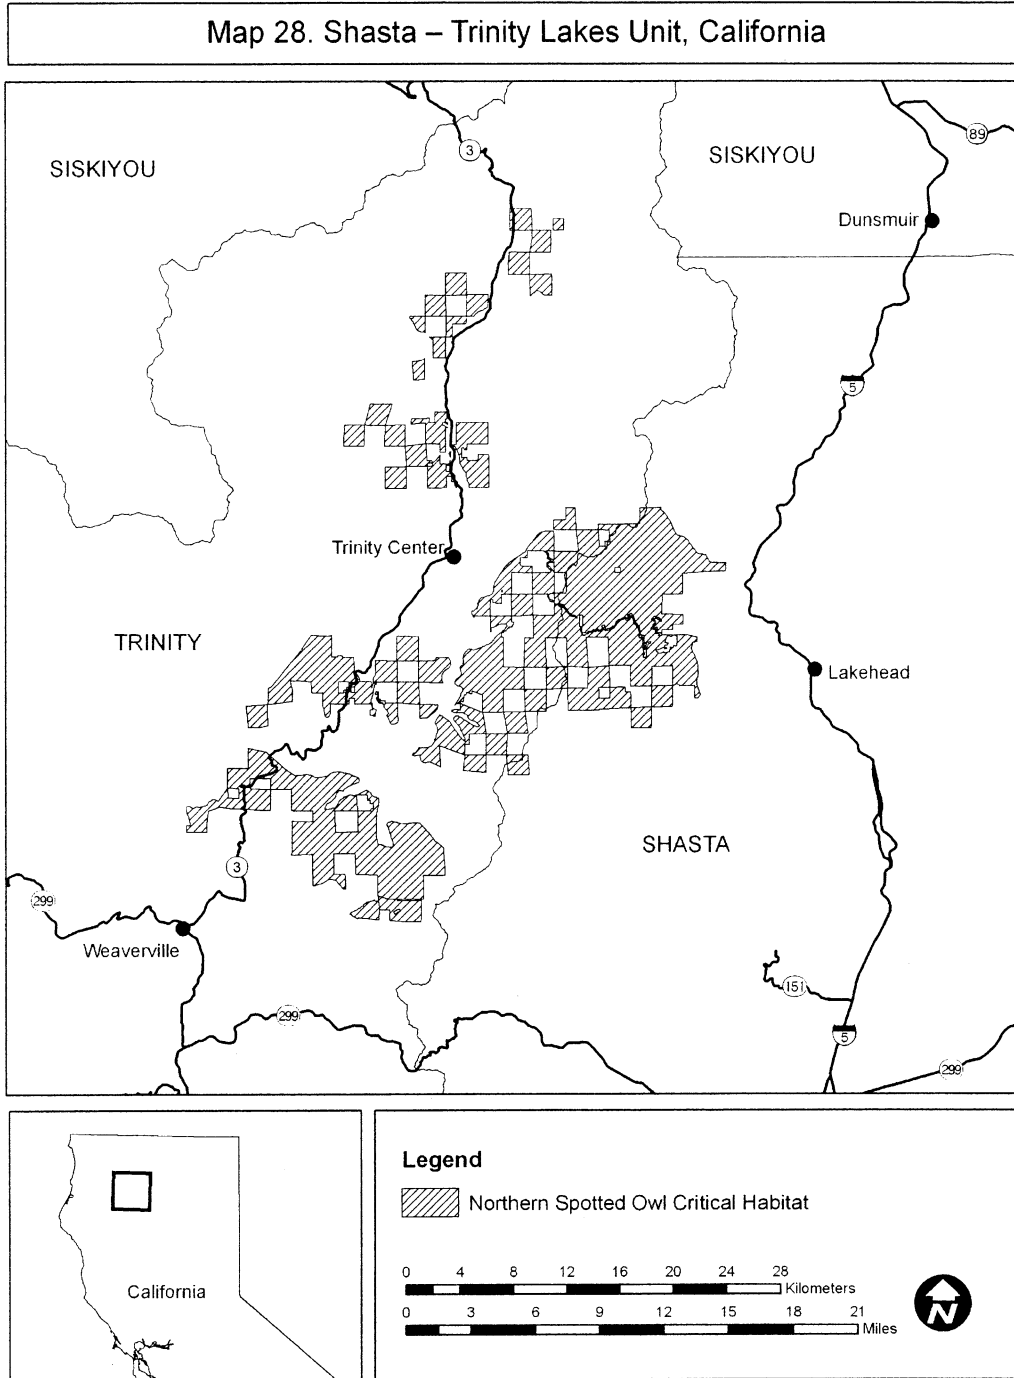 Map 28. Shasta – Trinity Lakes Unit, California
3
89
SISKIYOU
SISKIYOU
Dunsmuir
5
Trinity Center
TRINITY
Lakehead
SHASTA
3
299
Weaverville
151
299
5
299
Legend
Northern Spotted Owl Critical Habitat
California
0 4 8 12 16 20 24 28
Kilometers
0 3 6 9 12 15 18 21
Miles
N